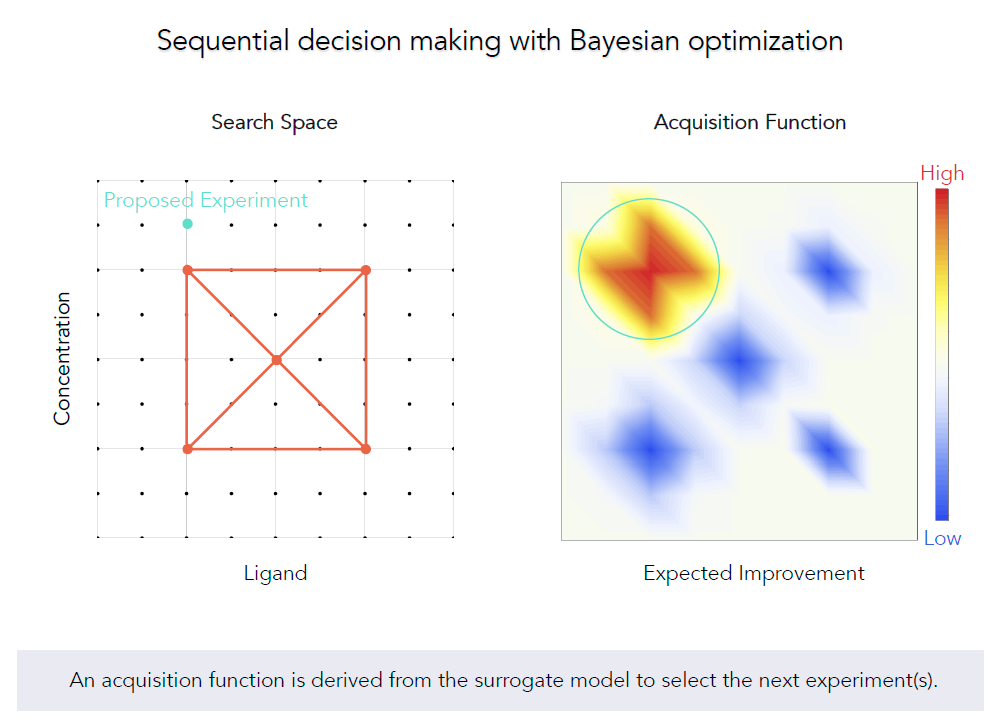 Sequential decision making with Bayesian optimization
Search Space
Acquisition Function
Proposed Experiment
High
Concentration
Low
Ligand
Expected Improvement
An acquisition function is derived from the surrogate model to select the next experiment(s).